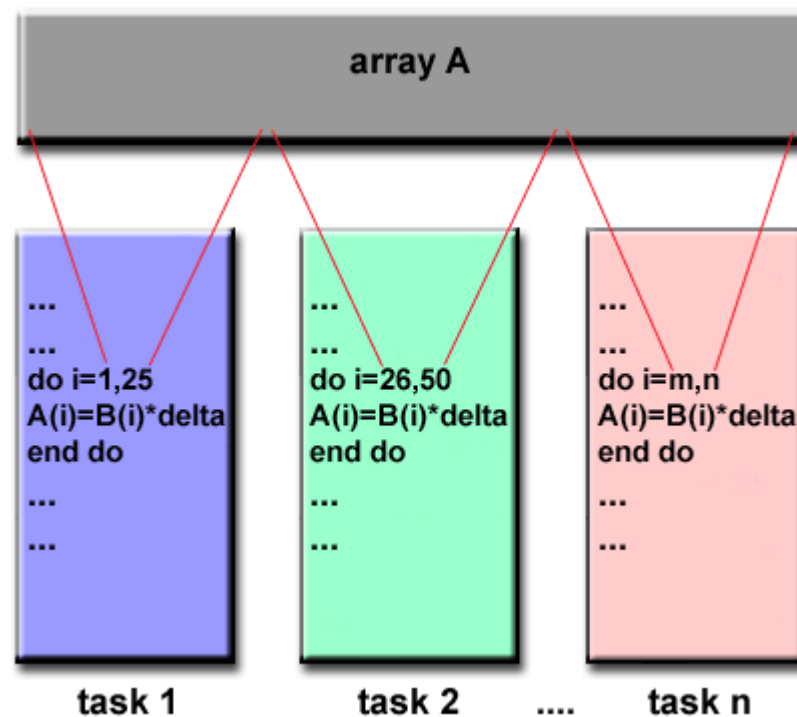 array A
...
...
do i=1,25
A(i)=B(i)*delta
end do
...
...
task 1
...
...
do i=26,50
A(i)=B(i)*delta
end do
...
...
task 2
....
...
...
do i=m,n
A(i)=B(i)*delta
end do
...
...
task n